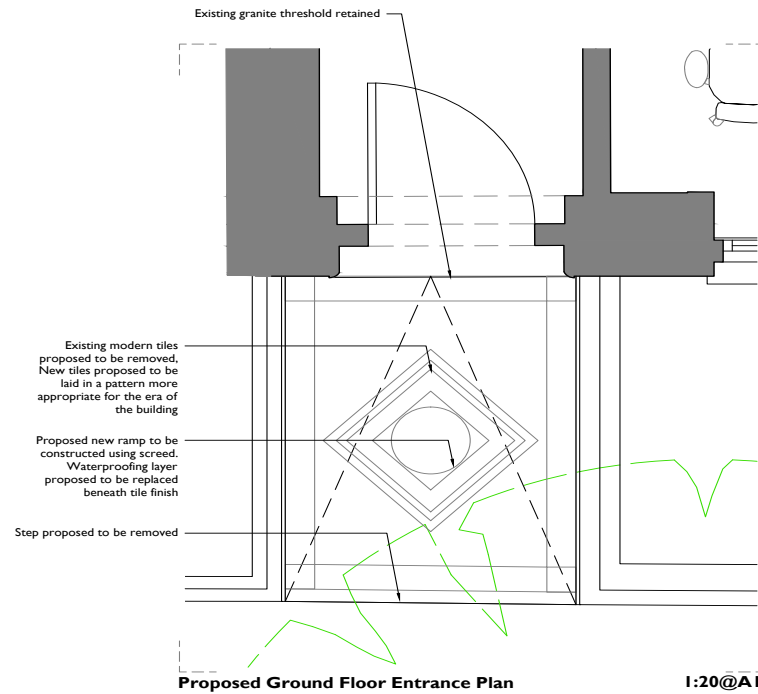 Existing granite threshold retained
Existing modern tiles
proposed to be removed,
New tiles proposed to be
laid in a pattern more
appropriate for the era of
the building
Proposed new ramp to be
constructed using screed.
Waterproofing layer
proposed to be replaced
beneath tile finish
Step proposed to be removed
Proposed Ground Floor Entrance Plan
1:20@A1